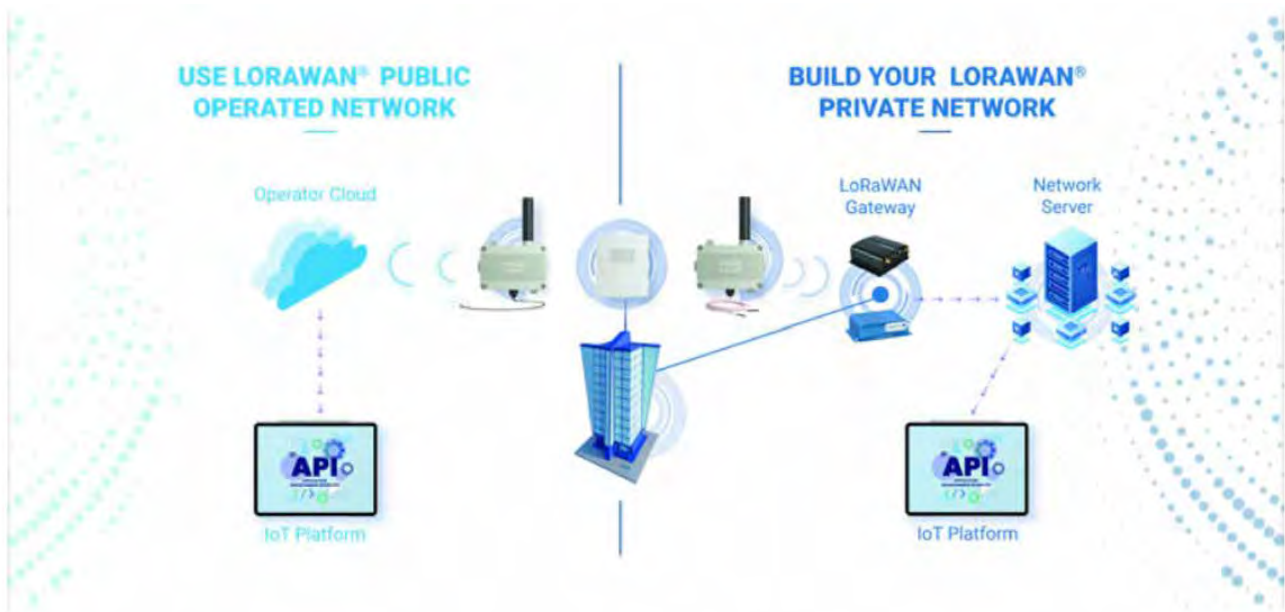 USE LORAWAN® PUBLIC
OPERATED NETWORK
BUILD YOUR LORAWAN®
PRIVATE NETWORK
Operator Cloud
LoRaWAN
Gateway
Network
Server
API
IoT Platform
API
IoT Platform